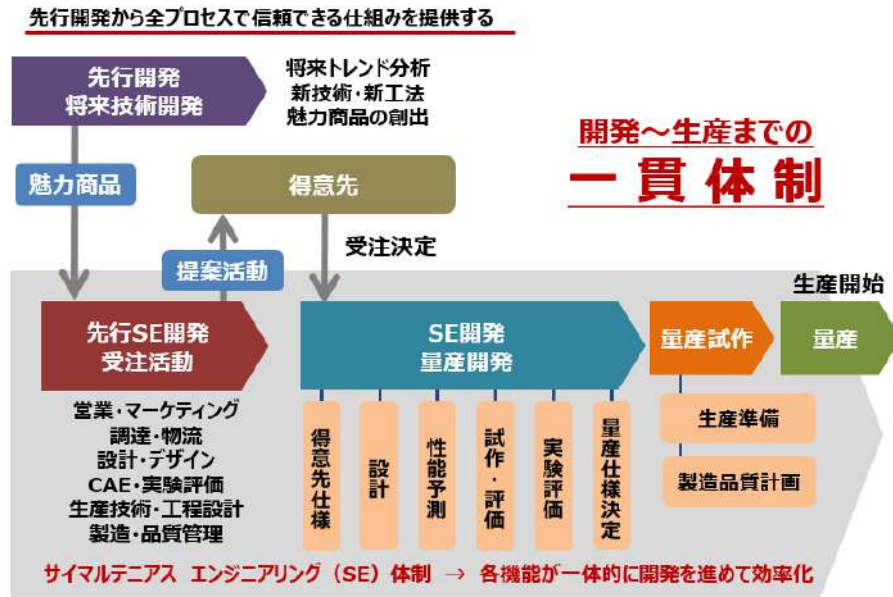 先行開発から全プロセスで信頼できる仕組みを提供する
先行開発
将来技術開発
将来トレンド分析
新技術・新工法
魅力商品の創出
開発～生産までの
一貫体制
魅力商品
得意先
提案活動
受注決定
生産開始
先行SE開発
受注活動
SE開発
量産開発
量産試作
量産
営業・マーケティング
調達・物流
設計・デザイン
CAE・実験評価
生産技術・工程設計
製造・品質管理
得意先仕様
設計
性能予測
試作・評価
実験評価
量産仕様決定
生産準備
製造品質計画
サイマルテニアス エンジニアリング（SE）体制 → 各機能が一体的に開発を進めて効率化